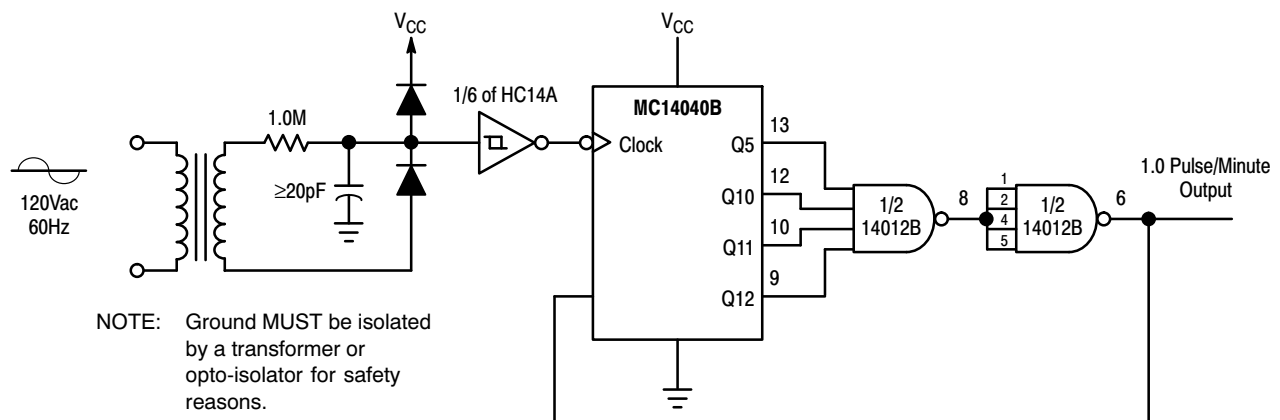 V_CC
V_CC
1/6 of HC14A
MC14040B
13
1.0M
Clock
Q5
1.0 Pulse/Minute
Output
12
≥20pF
120Vac
60Hz
Q10
1/2
14012B
8
1
2
4
5
1/2
14012B
6
10
Q11
9
Q12
NOTE: Ground MUST be isolated
by a transformer or
opto-isolator for safety
reasons.